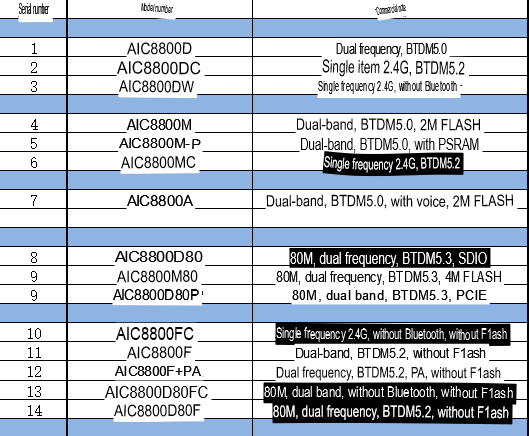 Serial number Model number "Commercial note
1 AIC8800D Dual frequency, BTDM5.0
2 AIC8800DC Single item 2.4G, BTDM5.2
3 AIC8800DW Single frequency 2.4G, without Bluetooth -
4 AIC8800M Dual-band, BTDM5.0, 2M FLASH
5 AIC8800M-P Dual-band, BTDM5.0, with PSRAM
6 AIC8800MC Single frequency 2.4G, BTDM5.2
7 AIC8800A Dual-band, BTDM5.0, with voice, 2M FLASH
8 AIC8800D80 80M, dual frequency, BTDM5.3, SDIO
9 AIC8800M80 80M, dual frequency, BTDM5.3, 4M FLASH
9 AIC8800D80P' 80M, dual band, BTDM5.3, PCIE
10 AIC8800FC Single frequency 2.4G, without Bluetooth, without F1ash
11 AIC8800F Dual-band, BTDM5.2, without F1ash
12 AIC8800F+PA Dual frequency, BTDM5.2, PA, without F1ash
13 AIC8800D80FC 80M, dual band, without Bluetooth, without F1ash
14 AIC8800D80F 80M, dual frequency, BTDM5.2, without F1ash